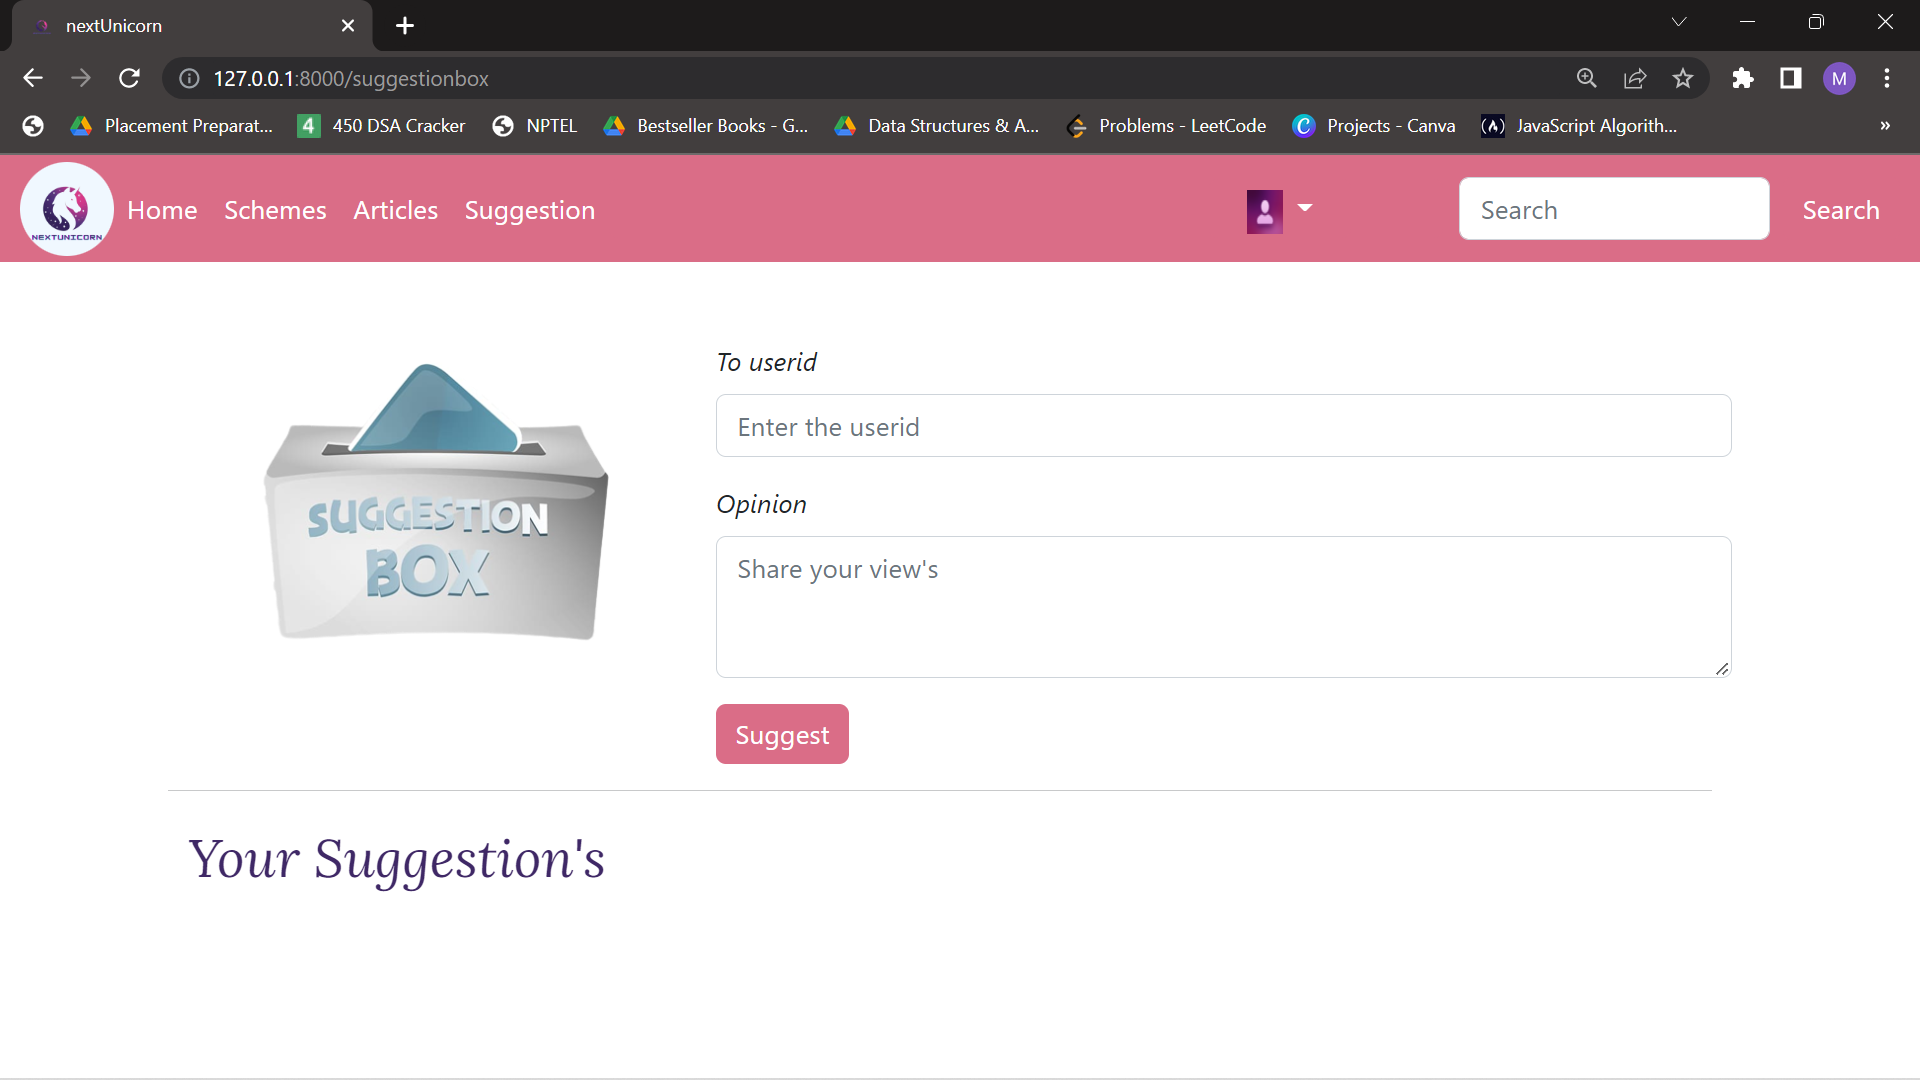 nextUnicorn
127.0.0.1:8000/suggestionbox
M
Placement Preparat...
4 450 DSA Cracker
NPTEL
Bestseller Books - G...
Data Structures & A...
Problems - LeetCode
C Projects - Canva
JavaScript Algorith...
»
NEXTUNICORN
Home Schemes Articles Suggestion
Search Search
To userid
Enter the userid
SUGGESTION
BOX
Opinion
Share your view's
Suggest
Your Suggestion's